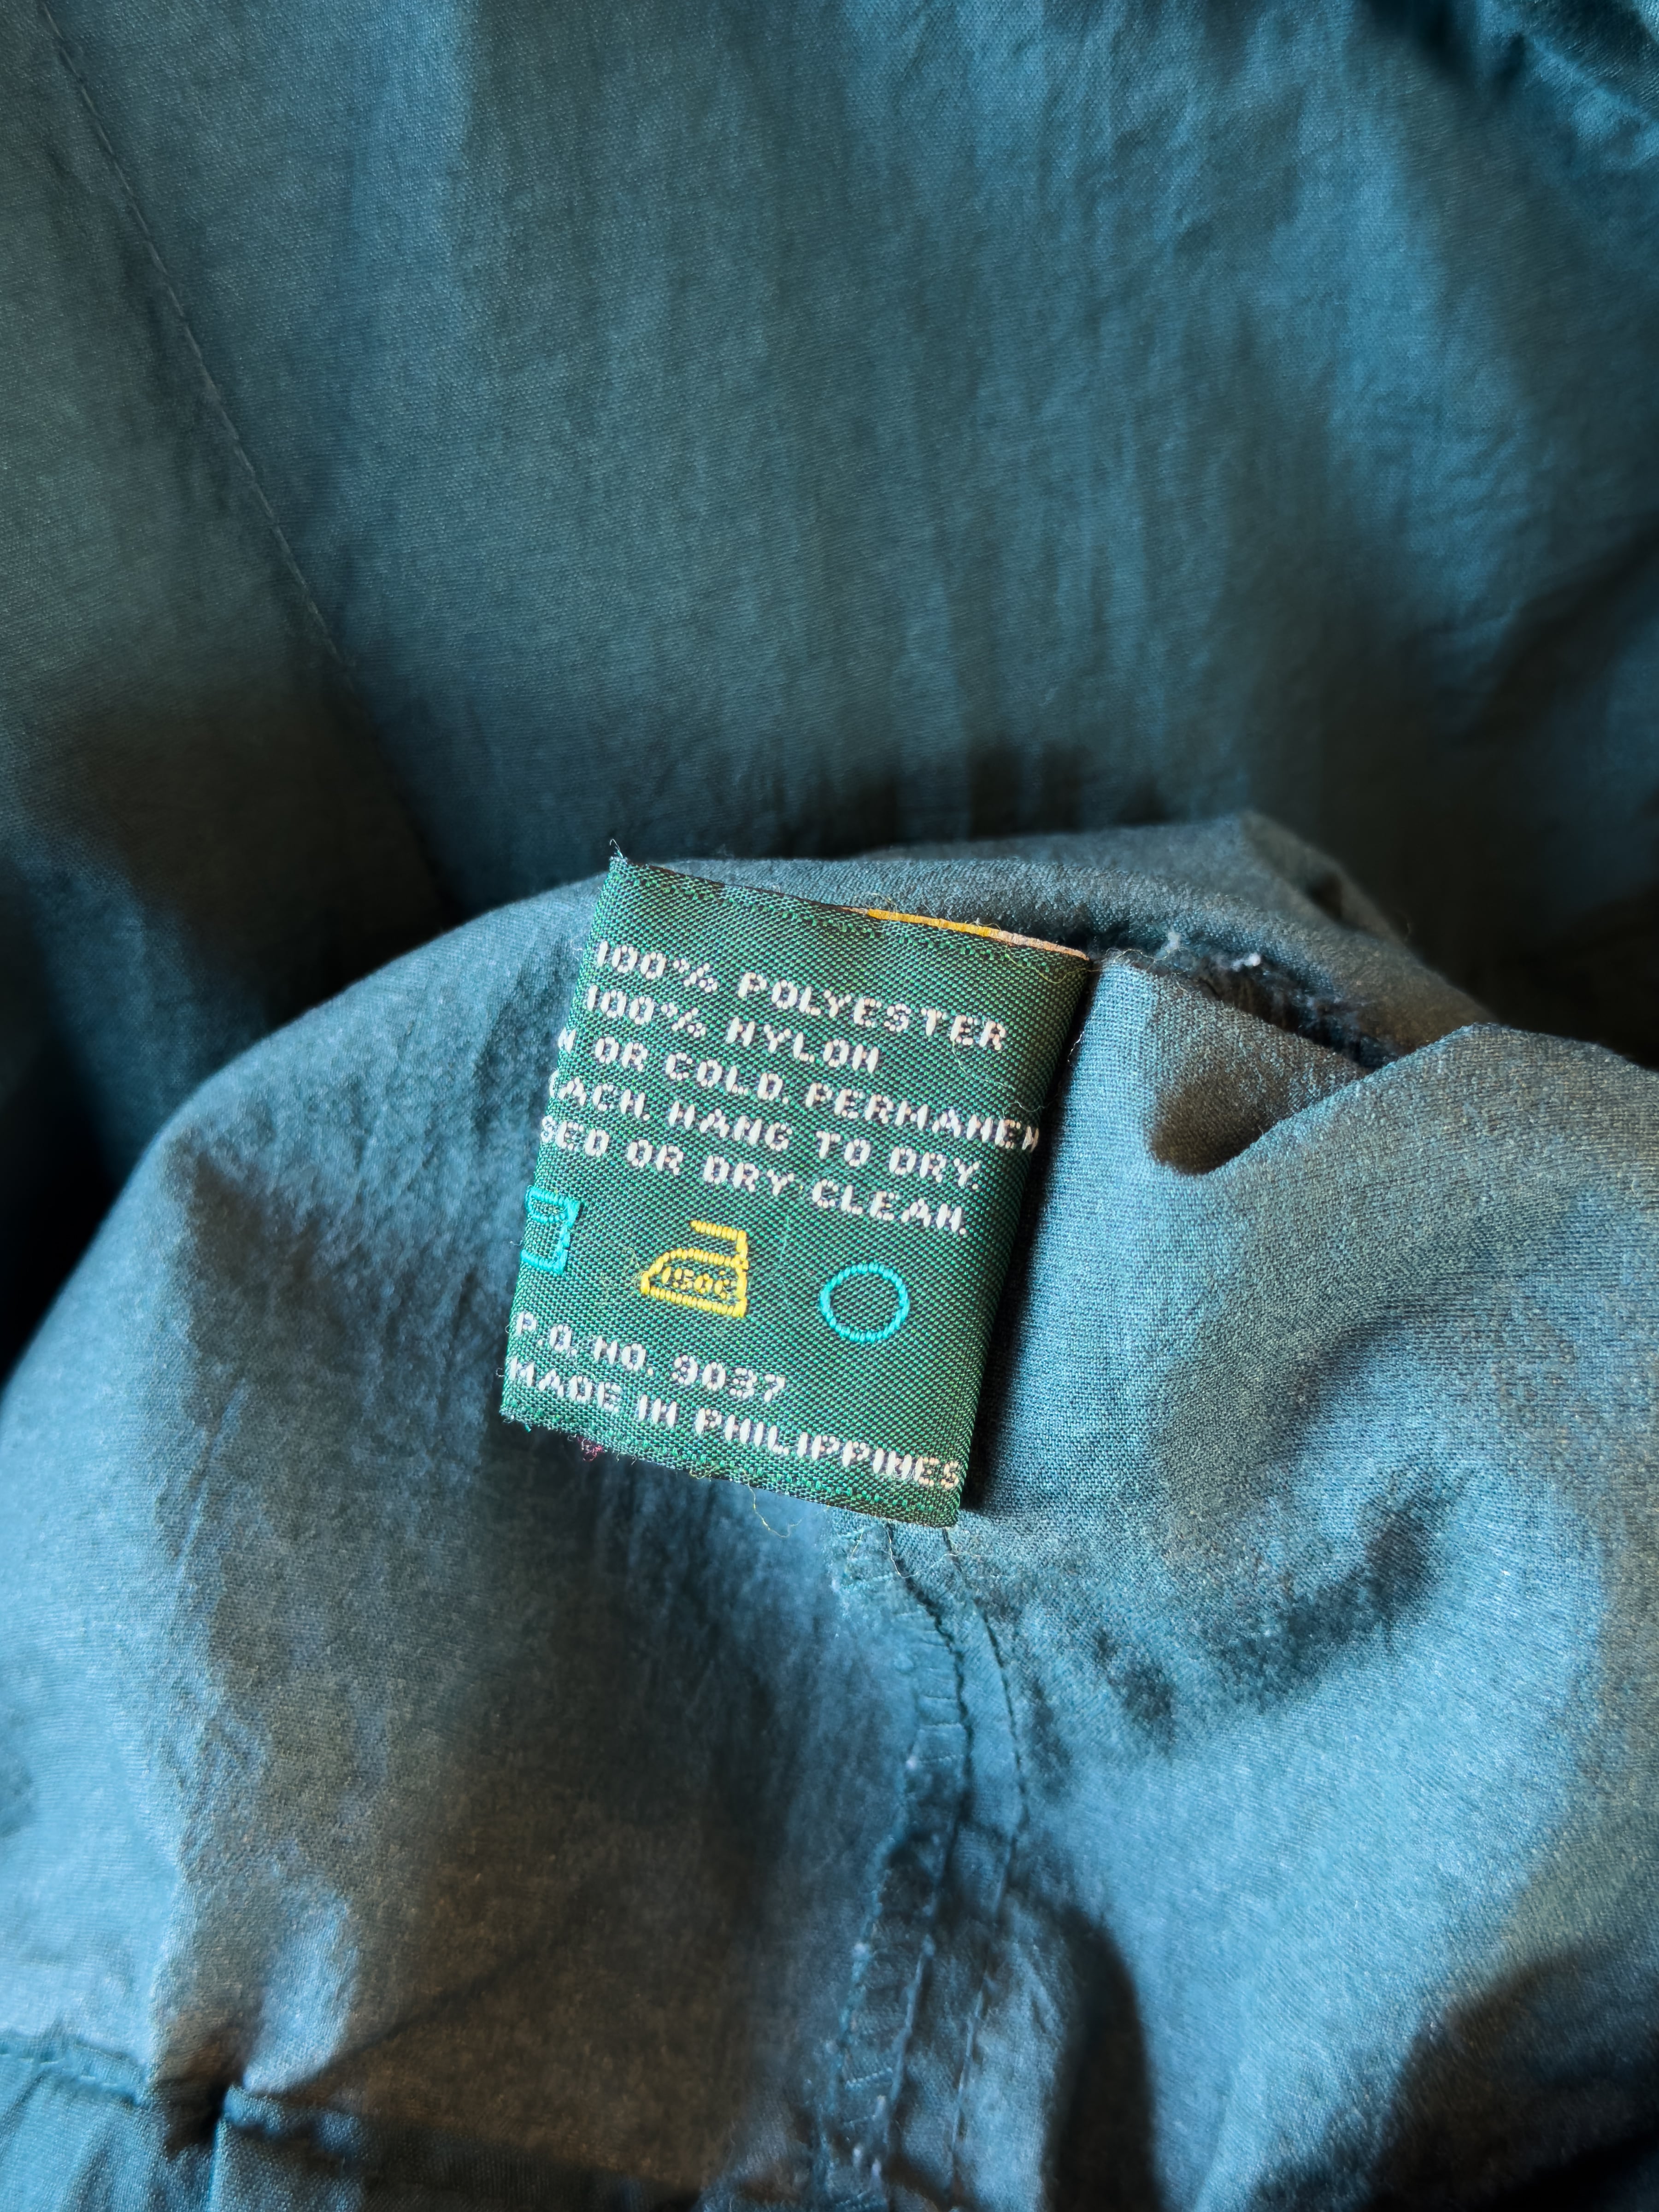 100% POLYESTER
100% NYLON
OR COLD. PERMANEN
EACH. HANG TO DRY.
SED OR DRY CLEAN.
150C
P.O. NO. 9037
MADE IN PHILIPPINES